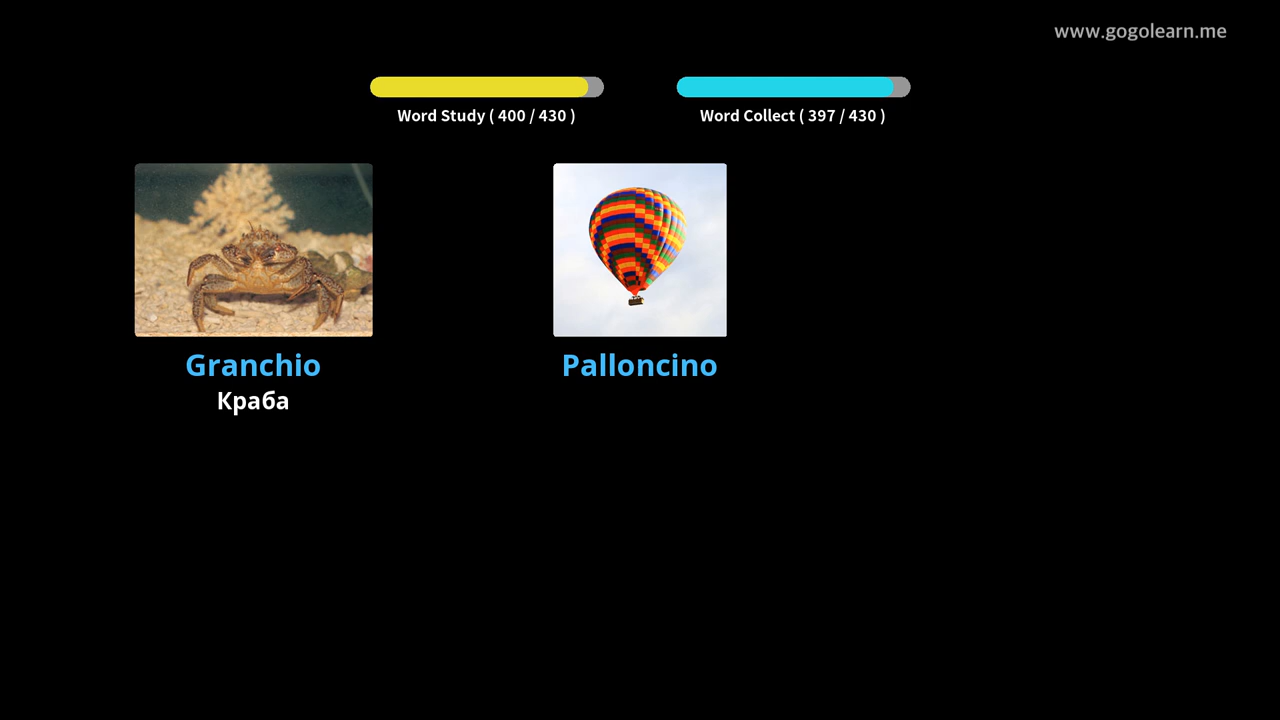 www.gogolearn.me
Word Study ( 400 / 430 )
Word Collect ( 397 / 430 )
Granchio
Краба
Palloncino